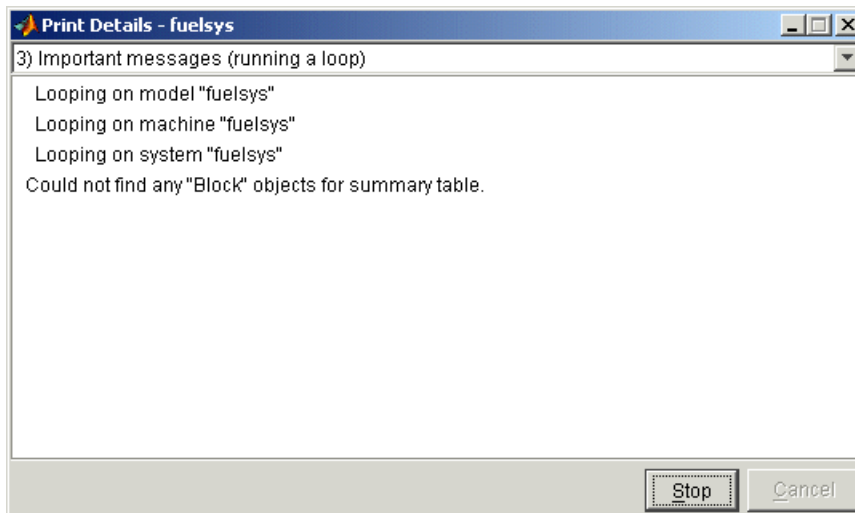 Print Details - fuelsys
3) Important messages (running a loop)
Looping on model "fuelsys"
Looping on machine "fuelsys"
Looping on system "fuelsys"
Could not find any "Block" objects for summary table.
Stop
Cancel